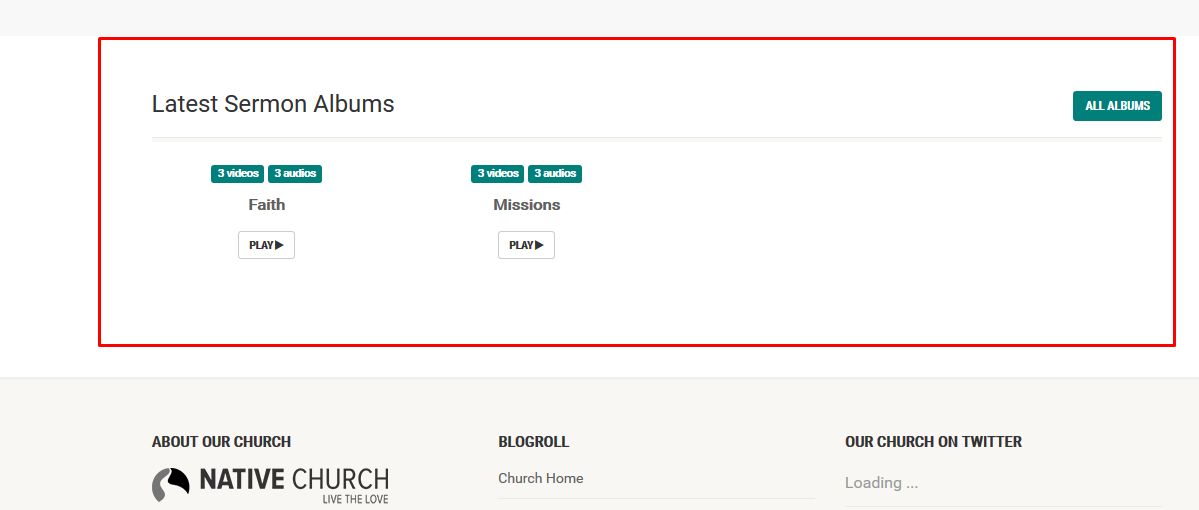 Latest Sermon Albums
ALL ALBUMS
3 videos 3 audios
Faith
PLAY
3 videos 3 audios
Missions
PLAY
ABOUT OUR CHURCH
NATIVE CHURCH
LIVE THE LOVE
BLOGROLL
Church Home
OUR CHURCH ON TWITTER
Loading ...